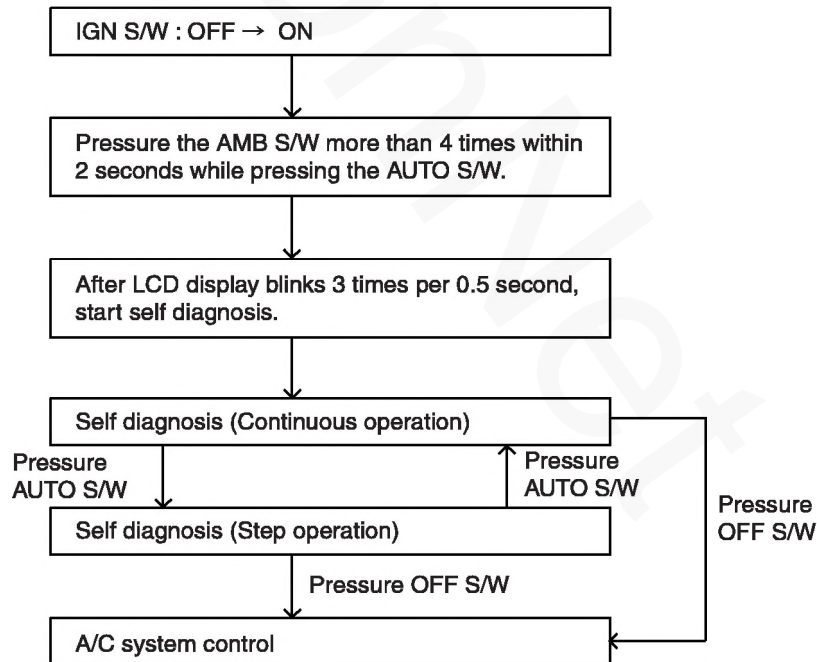 IGN S/W : OFF → ON
Pressure the AMB S/W more than 4 times within
2 seconds while pressing the AUTO S/W.
After LCD display blinks 3 times per 0.5 second,
start self diagnosis.
Self diagnosis (Continuous operation)
Pressure
AUTO S/W
Pressure
AUTO S/W
Pressure
OFF S/W
Self diagnosis (Step operation)
Pressure OFF S/W
A/C system control